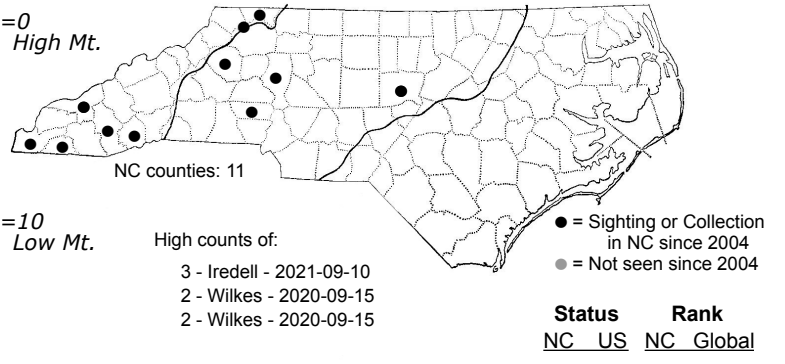 =0
High Mt.
NC counties: 11
=10
Low Mt.
High counts of:
3 - Iredell - 2021-09-10
2 - Wilkes - 2020-09-15
2 - Wilkes - 2020-09-15
= Sighting or Collection
in NC since 2004
= Not seen since 2004
Status Rank
NC US NC Global